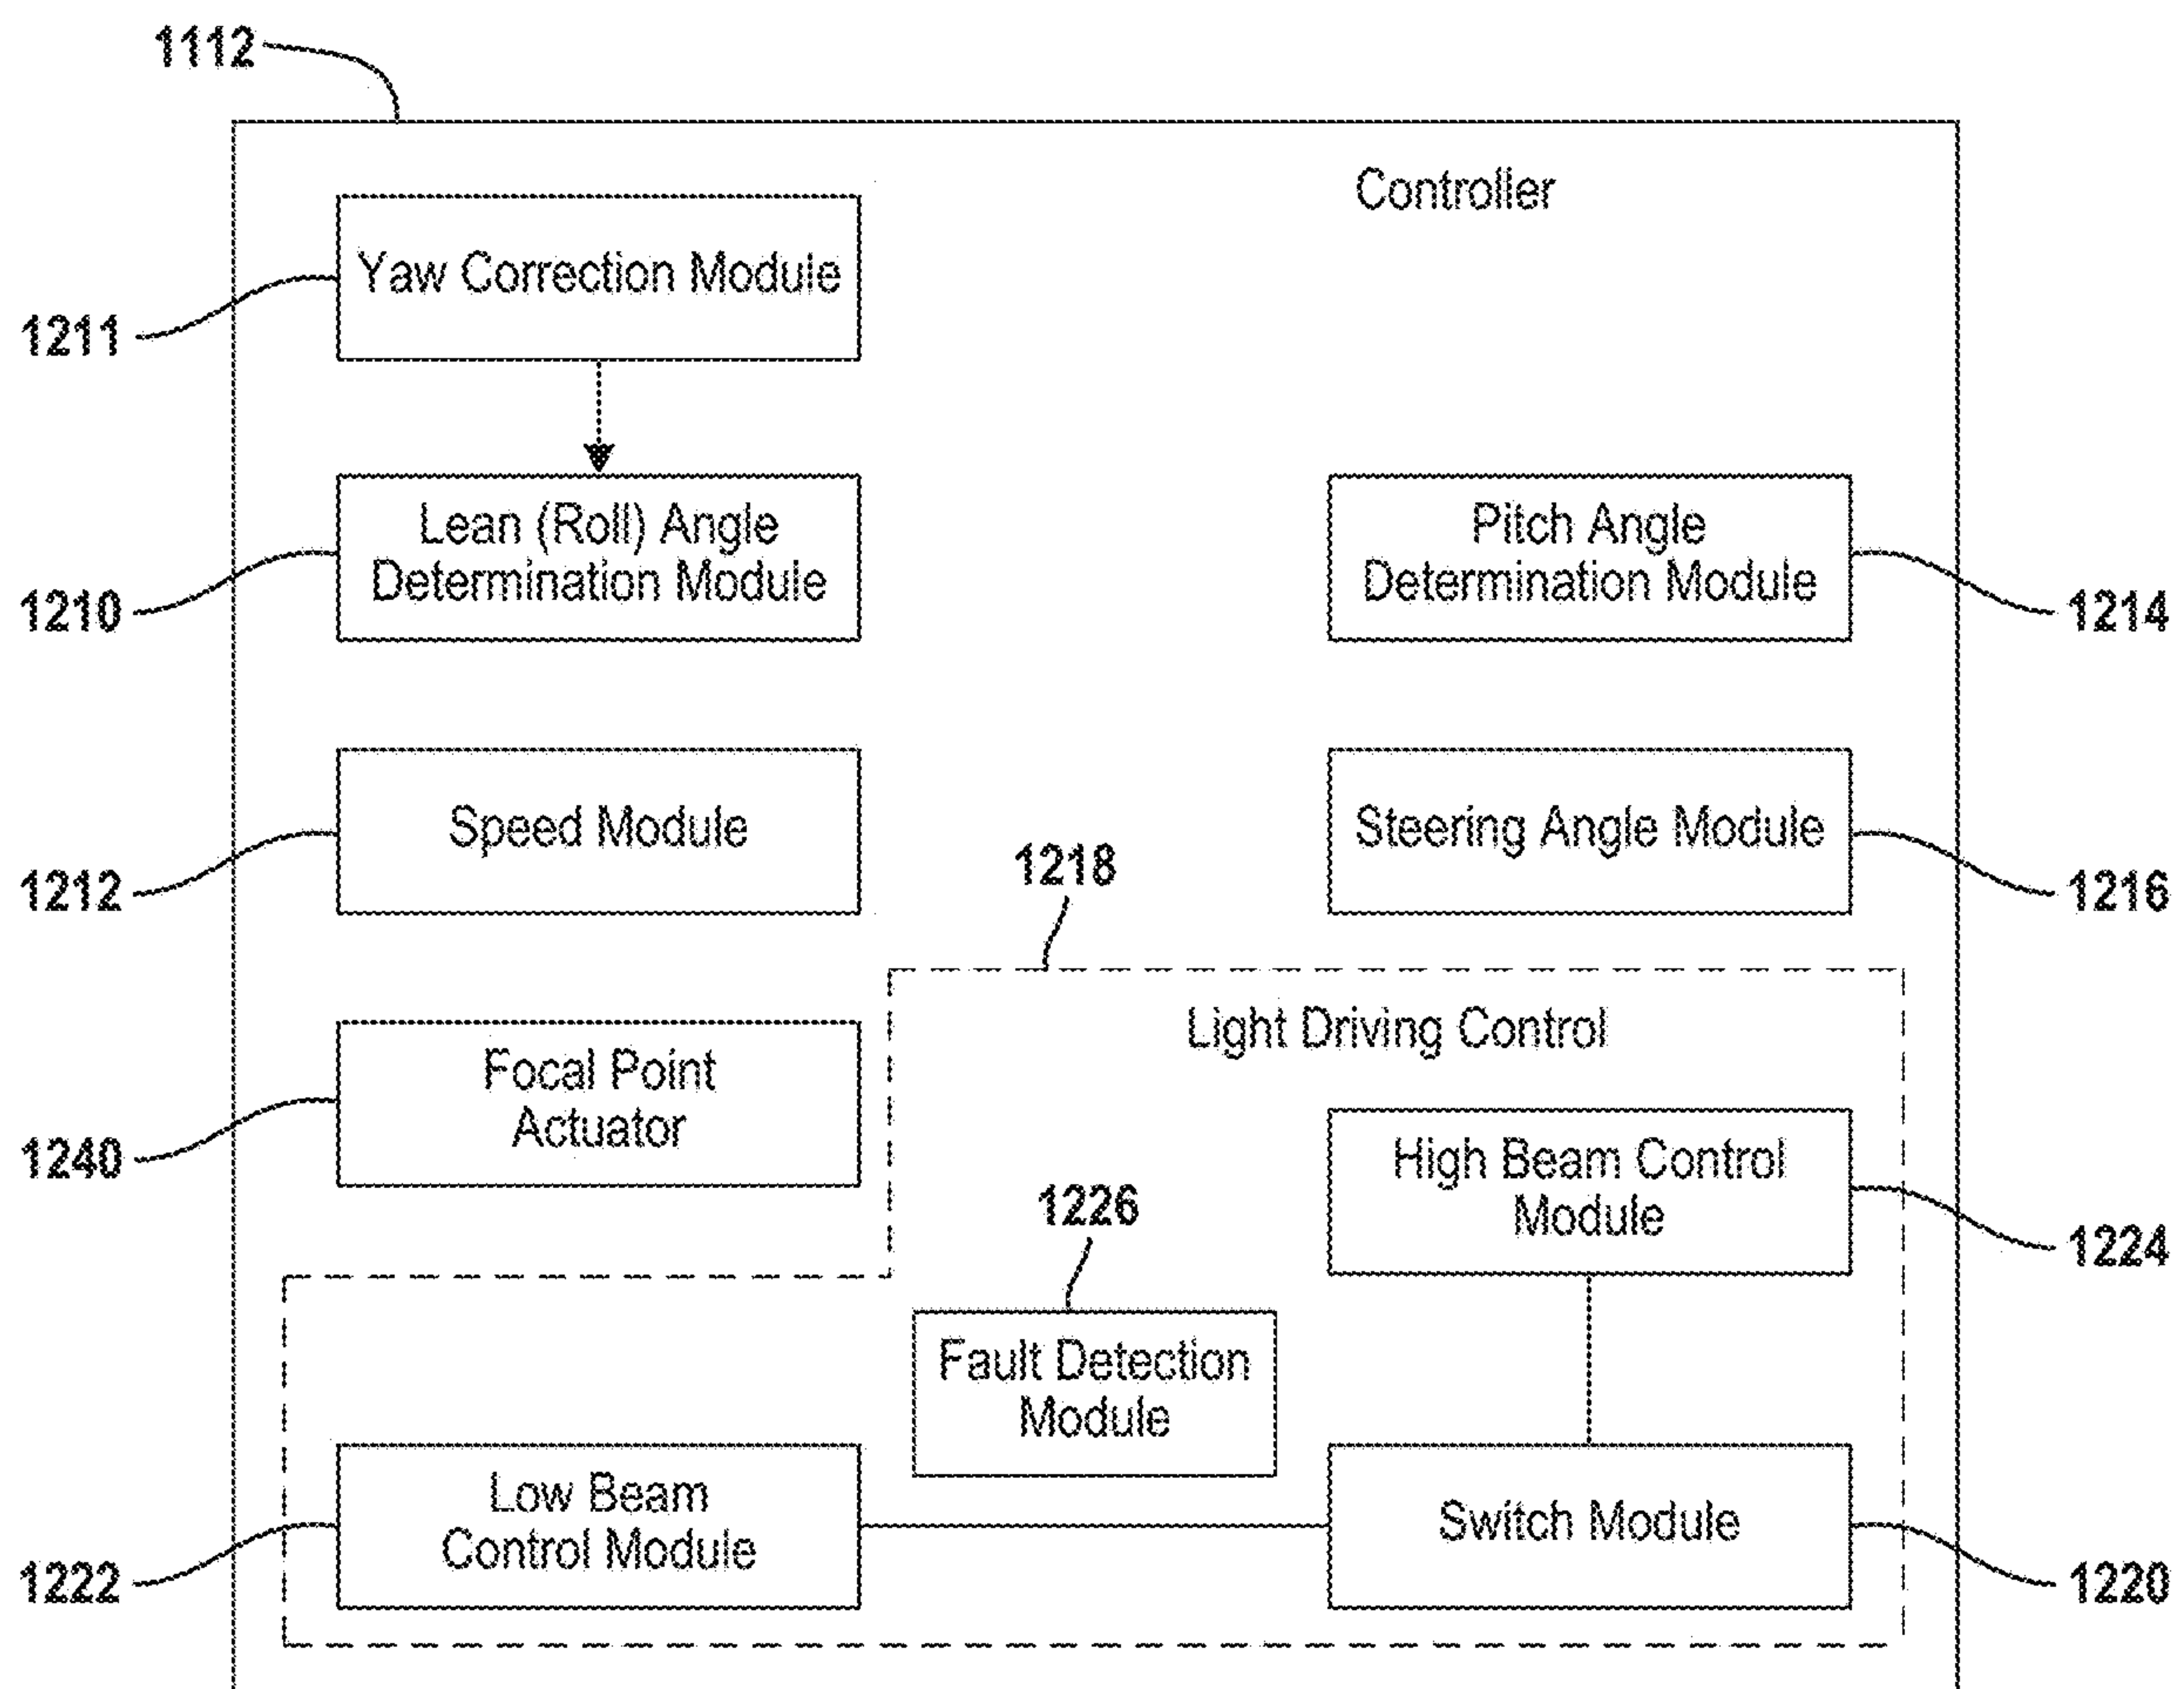 1112
Controller
Yaw Correction Module
1211
Lean (Roll) Angle
Determination Module
1210
Pitch Angle
Determination Module
1214
Speed Module
1212
Steering Angle Module
1216
1218
Light Driving Control
Focal Point
Actuator
1240
High Beam Control
Module
1224
1226
Fault Detection
Module
Low Beam
Control Module
1222
Switch Module
1220